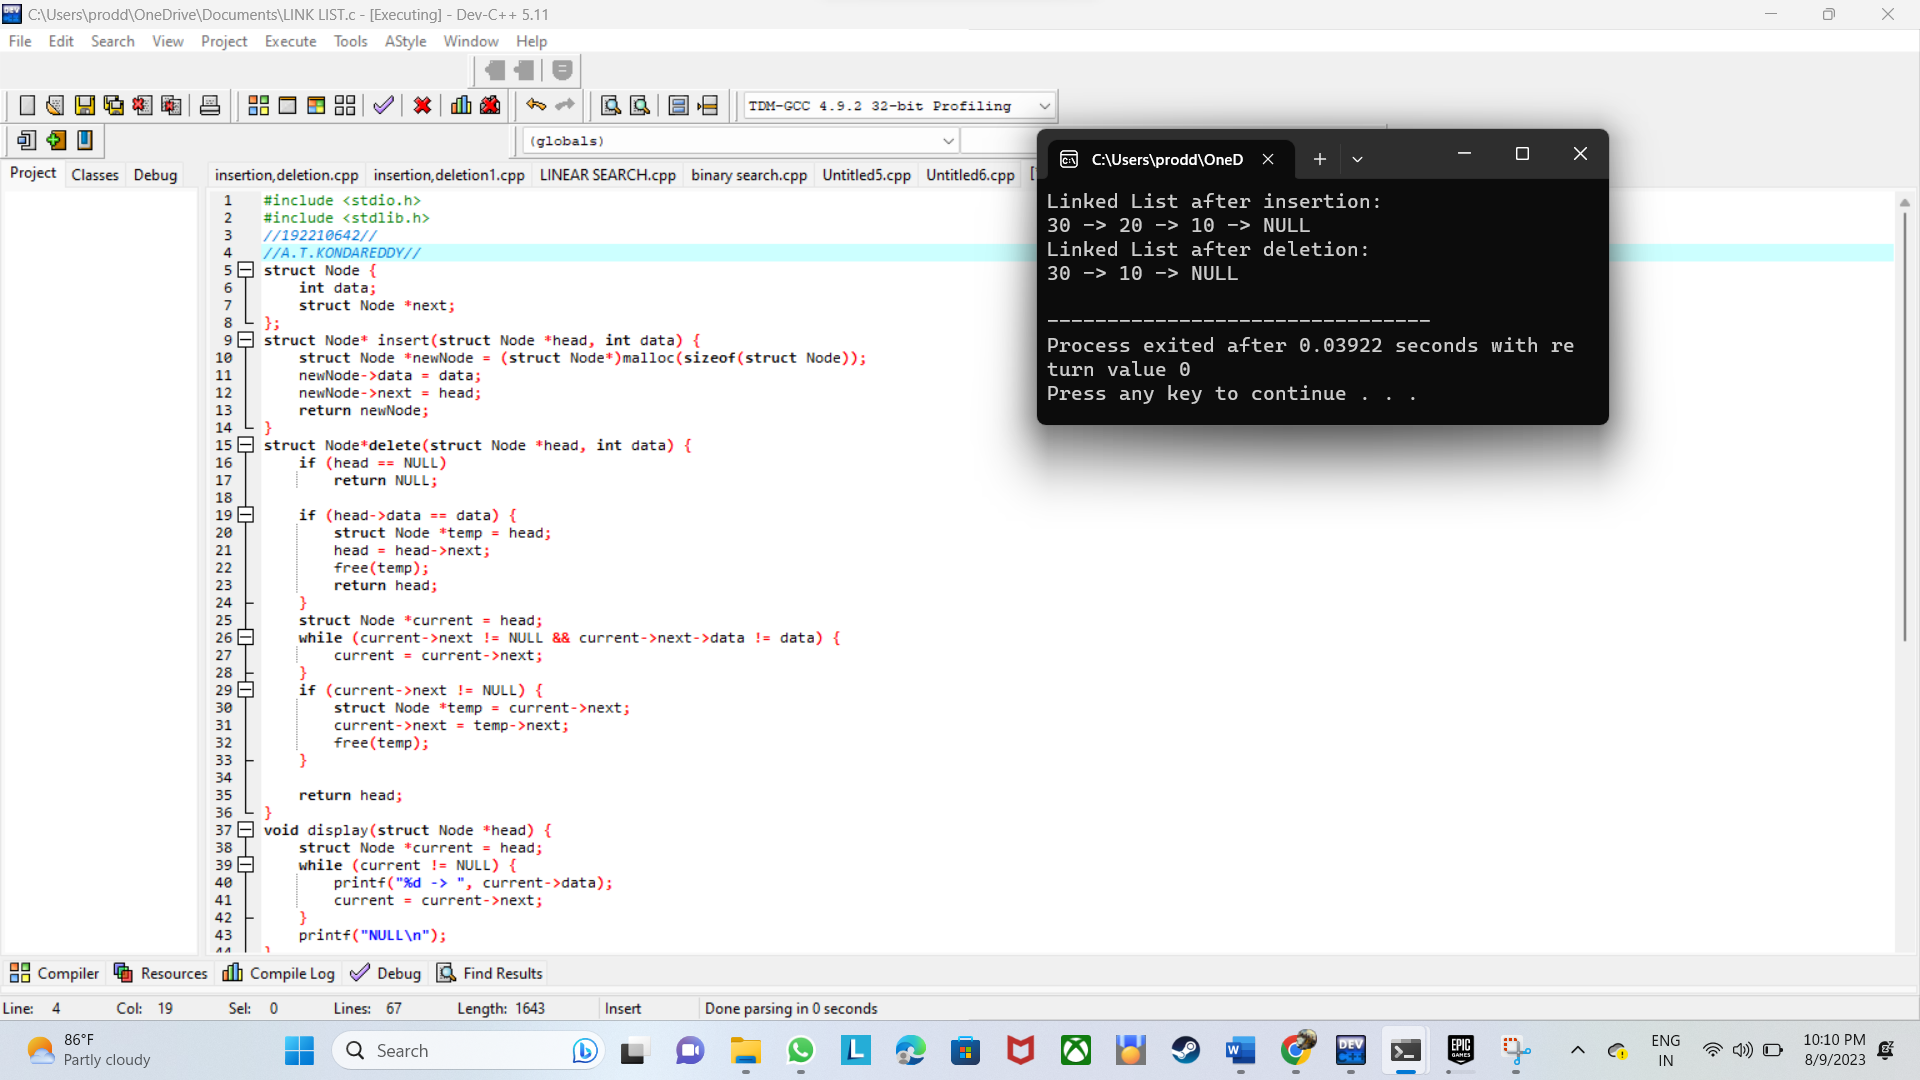 C:\Users\prodd\OneDrive\Documents\LINK LIST.c - [Executing] - Dev-C++ 5.11
File Edit Search View Project Execute Tools AStyle Window Help
TDM-GCC 4.9.2 32-bit Profiling
(globals)
Project Classes Debug
insertion,deletion.cpp insertion,deletion1.cpp LINEAR SEARCH.cpp binary search.cpp Untitled5.cpp Untitled6.cpp
1 #include <stdio.h>
2 #include <stdlib.h>
3 //192210642//
4 //A.T.KONDAREDDY//
5 struct Node {
6 int data;
7 struct Node *next;
8 };
9 struct Node* insert(struct Node *head, int data) {
10 struct Node *newNode = (struct Node*)malloc(sizeof(struct Node));
11 newNode->data = data;
12 newNode->next = head;
13 return newNode;
14 }
15 struct Node*delete(struct Node *head, int data) {
16 if (head == NULL)
17 return NULL;
18
19 if (head->data == data) {
20 struct Node *temp = head;
21 head = head->next;
22 free(temp);
23 return head;
24 }
25 struct Node *current = head;
26 while (current->next != NULL && current->next->data != data) {
27 current = current->next;
28 }
29 if (current->next != NULL) {
30 struct Node *temp = current->next;
31 current->next = temp->next;
32 free(temp);
33 }
34
35 return head;
36 }
37 void display(struct Node *head) {
38 struct Node *current = head;
39 while (current != NULL) {
40 printf("%d -> ", current->data);
41 current = current->next;
42 }
43 printf("NULL\n");
44 }
C:\Users\prodd\OneD
Linked List after insertion:
30 -> 20 -> 10 -> NULL
Linked List after deletion:
30 -> 10 -> NULL
--------------------------------
Process exited after 0.03922 seconds with re
turn value 0
Press any key to continue . . .
Compiler Resources Compile Log Debug Find Results
Line: 4 Col: 19 Sel: 0 Lines: 67 Length: 1643 Insert Done parsing in 0 seconds
86°F
Partly cloudy
Search
ENG
IN
10:10 PM
8/9/2023